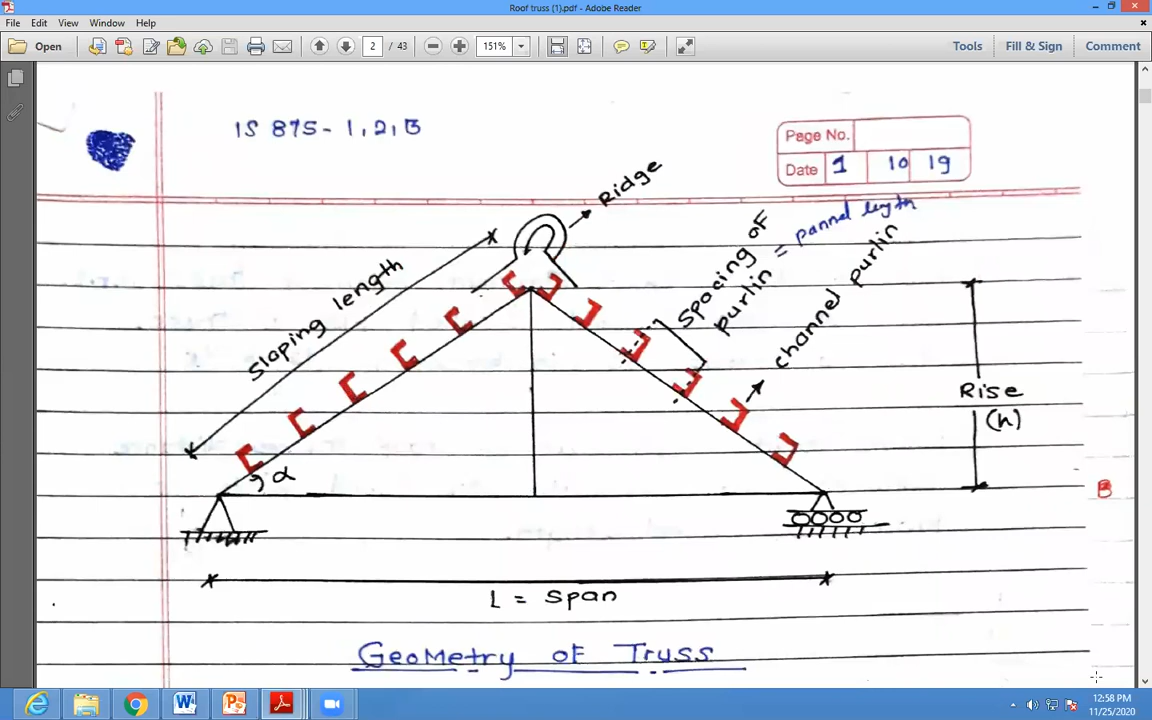 Roof truss (1).pdf - Adobe Reader
File Edit View Window Help
Open 2 / 43 151% Tools Fill & Sign Comment
IS 875 - 1, 2, 3
Page No.
Date 1 10 19
Ridge
Sloping length
Spacing of
purlin = pannel length
channel purlin
Rise
(h)
α
B
L = span
Geometry of Truss
12:58 PM
11/25/2020